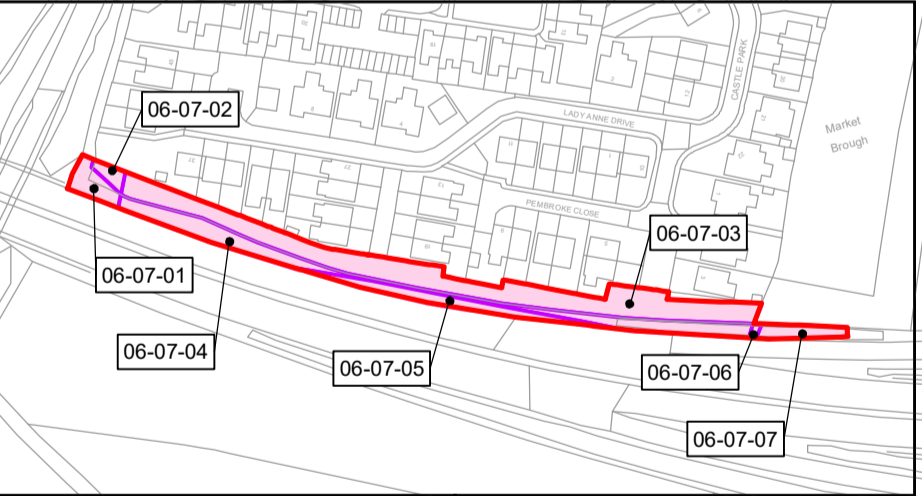 06-07-02
CASTLE PARK
LADY ANNE DRIVE
Market
Brough
PEMBROKE CLOSE
06-07-03
06-07-01
06-07-04
06-07-05
06-07-06
06-07-07